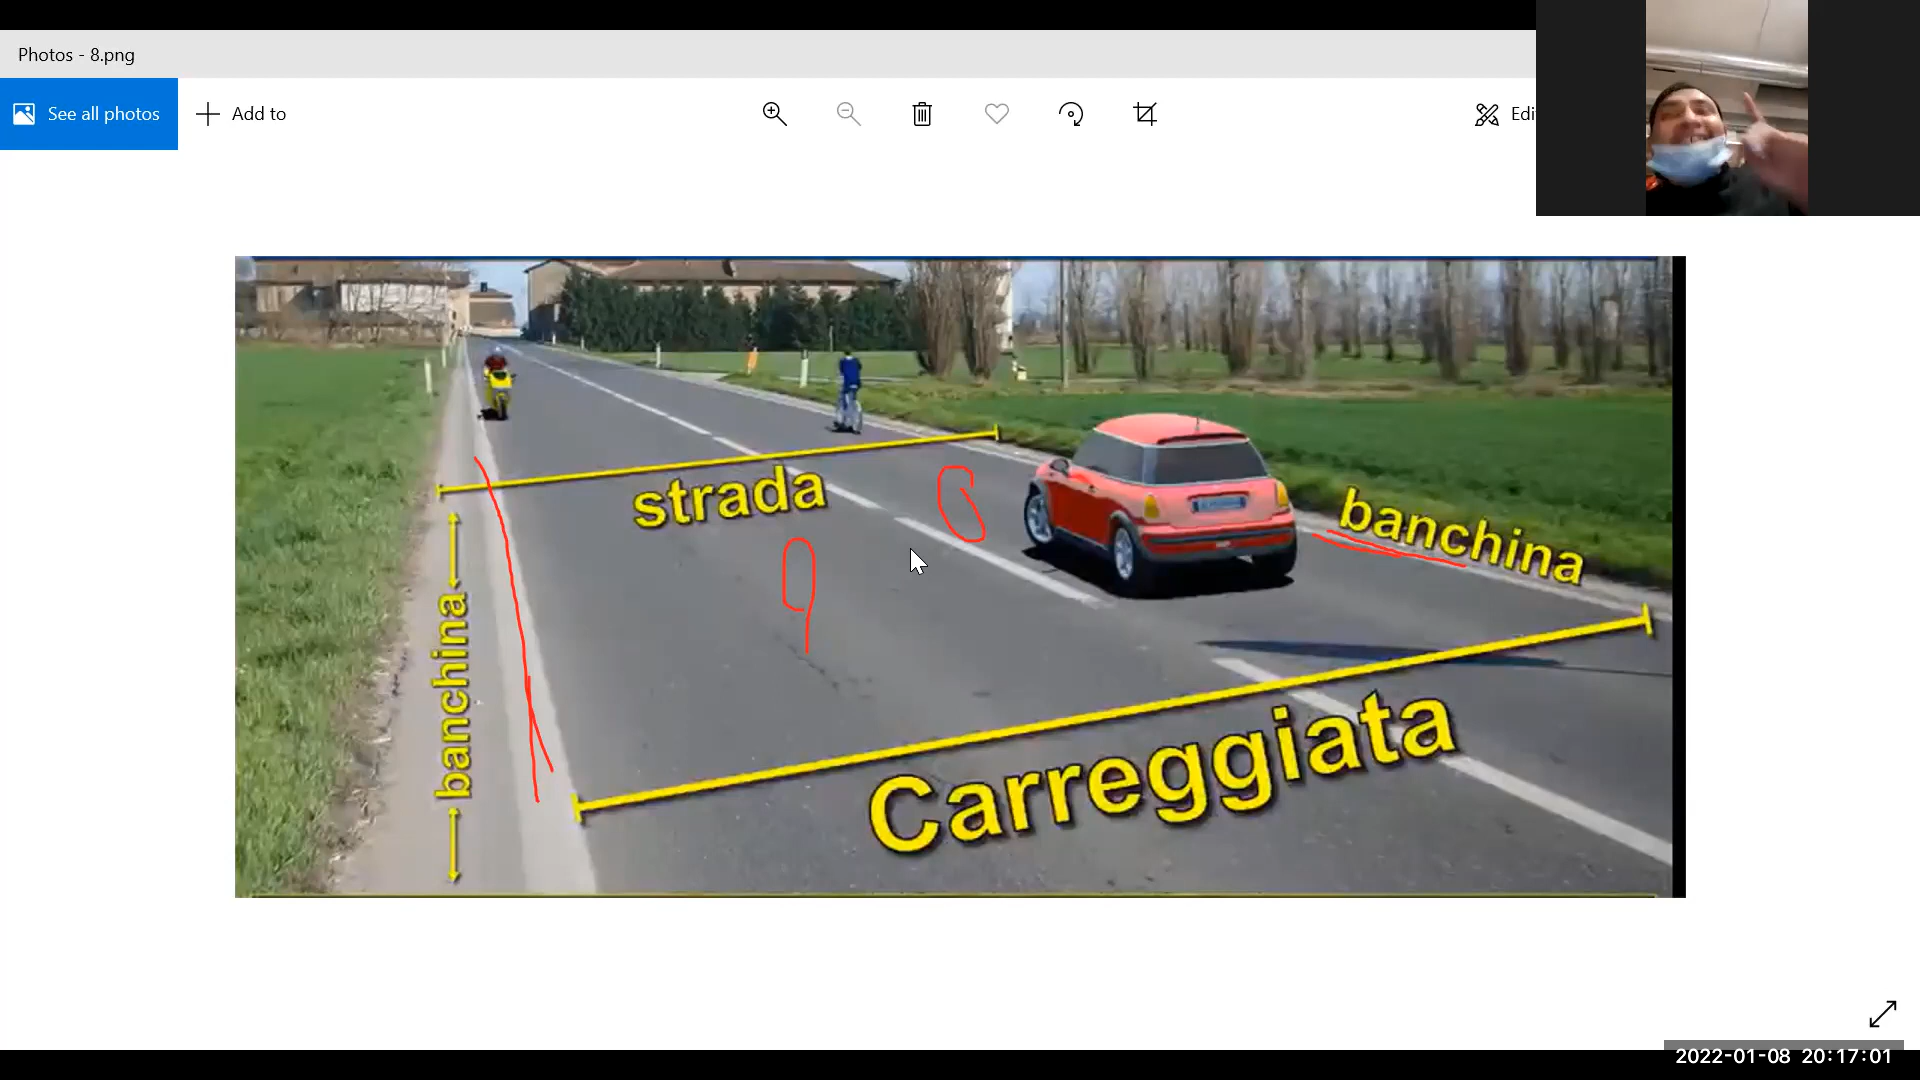 Photos - 8.png
See all photos
Add to
Edi
strada
banchina
banchina
Carreggiata
2022-01-08 20:17:01